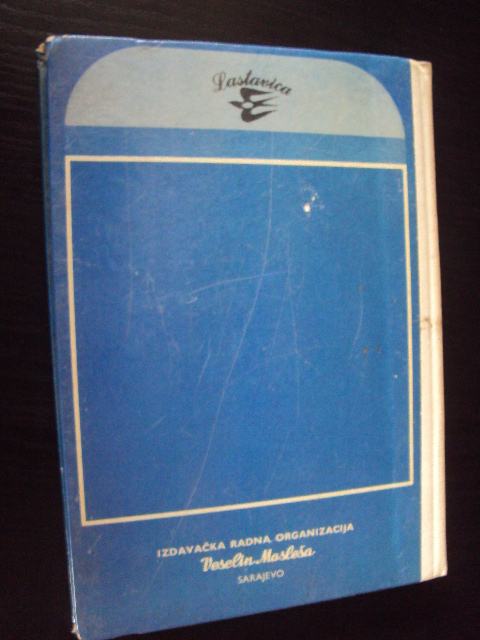 Lastavica
IZDAVAČKA RADNA ORGANIZACIJA
Veselin Masleša
SARAJEVO